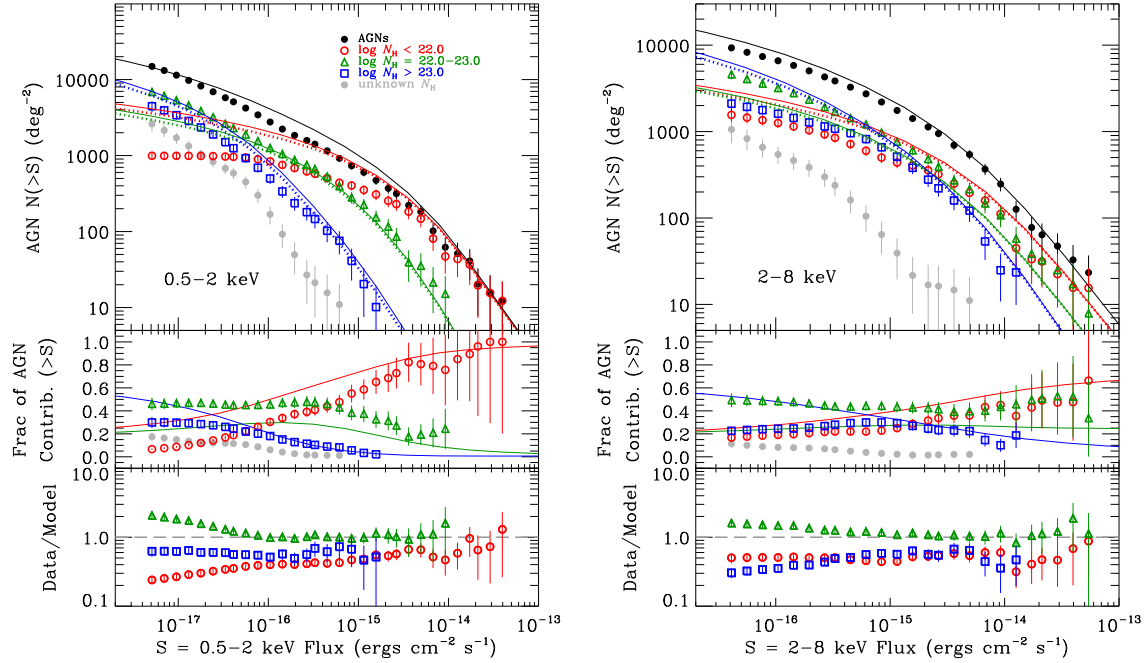 AGN N(>S) (deg⁻²)
10000
1000
100
10
AGNs
log N_H < 22.0
log N_H = 22.0−23.0
log N_H > 23.0
unknown N_H
0.5−2 keV
Frac of AGN
Contrib. (>S)
1.0
0.8
0.6
0.4
0.2
0.0
Data/Model
10.0
1.0
0.1
10⁻¹⁷ 10⁻¹⁶ 10⁻¹⁵ 10⁻¹⁴ 10⁻¹³
S = 0.5−2 keV Flux (ergs cm⁻² s⁻¹)
AGN N(>S) (deg⁻²)
10000
1000
100
10
2−8 keV
Frac of AGN
Contrib. (>S)
1.0
0.8
0.6
0.4
0.2
0.0
Data/Model
10.0
1.0
0.1
10⁻¹⁶ 10⁻¹⁵ 10⁻¹⁴ 10⁻¹³
S = 2−8 keV Flux (ergs cm⁻² s⁻¹)